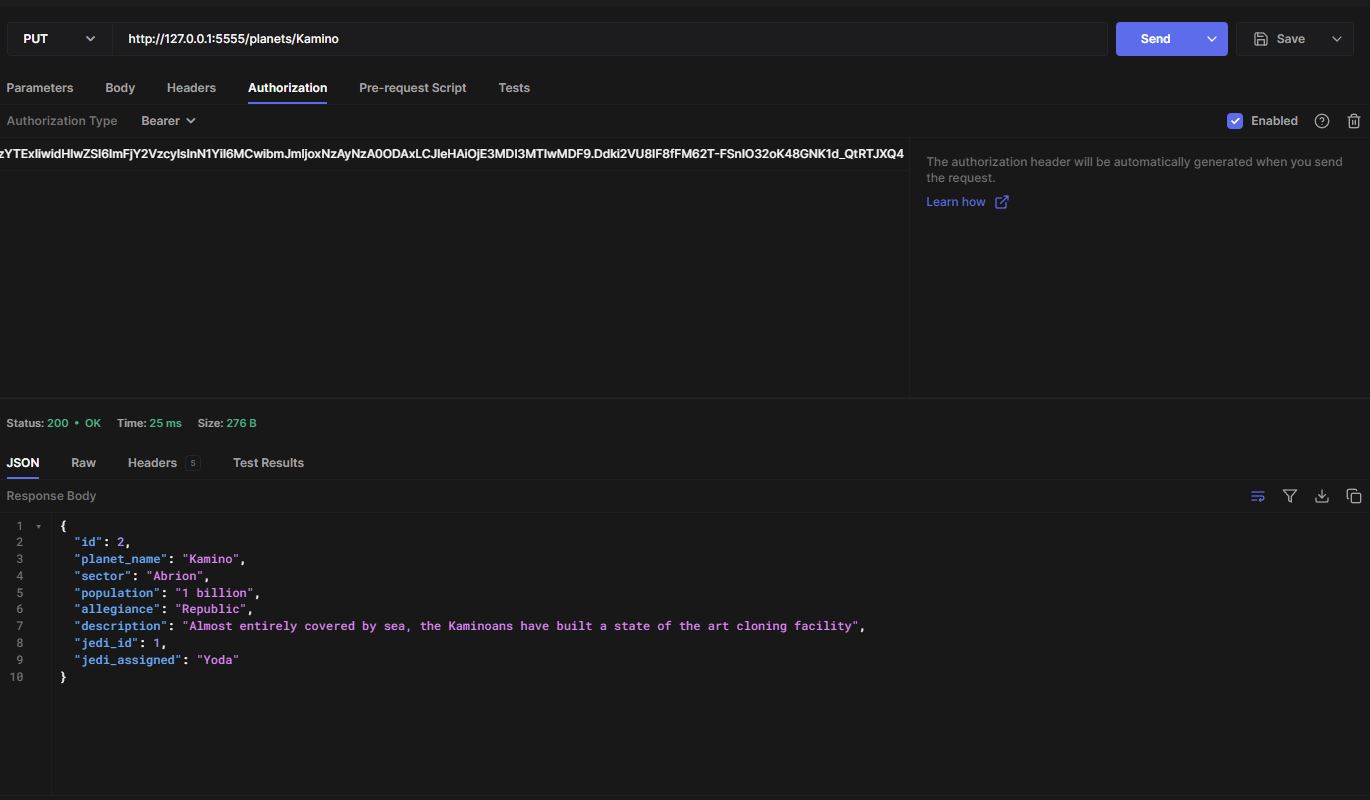 PUT http://127.0.0.1:5555/planets/Kamino Send Save
Parameters Body Headers Authorization Pre-request Script Tests
Authorization Type Bearer Enabled
zYTExIiwidHlwZSI6ImFjY2VzcyIsInN1YiI6MCwibmJmIjoxNzAyNzA0ODAxLCJleHAiOjE3MDI3MTIwMDF9.Ddki2VU8IF8fFM62T-FSnIO32oK48GNK1d_QtRTJXQ4
The authorization header will be automatically generated when you send
the request.
Learn how
Status: 200 • OK Time: 25 ms Size: 276 B
JSON Raw Headers 5 Test Results
Response Body
1 {
2 "id": 2,
3 "planet_name": "Kamino",
4 "sector": "Abrion",
5 "population": "1 billion",
6 "allegiance": "Republic",
7 "description": "Almost entirely covered by sea, the Kaminoans have built a state of the art cloning facility",
8 "jedi_id": 1,
9 "jedi_assigned": "Yoda"
10 }